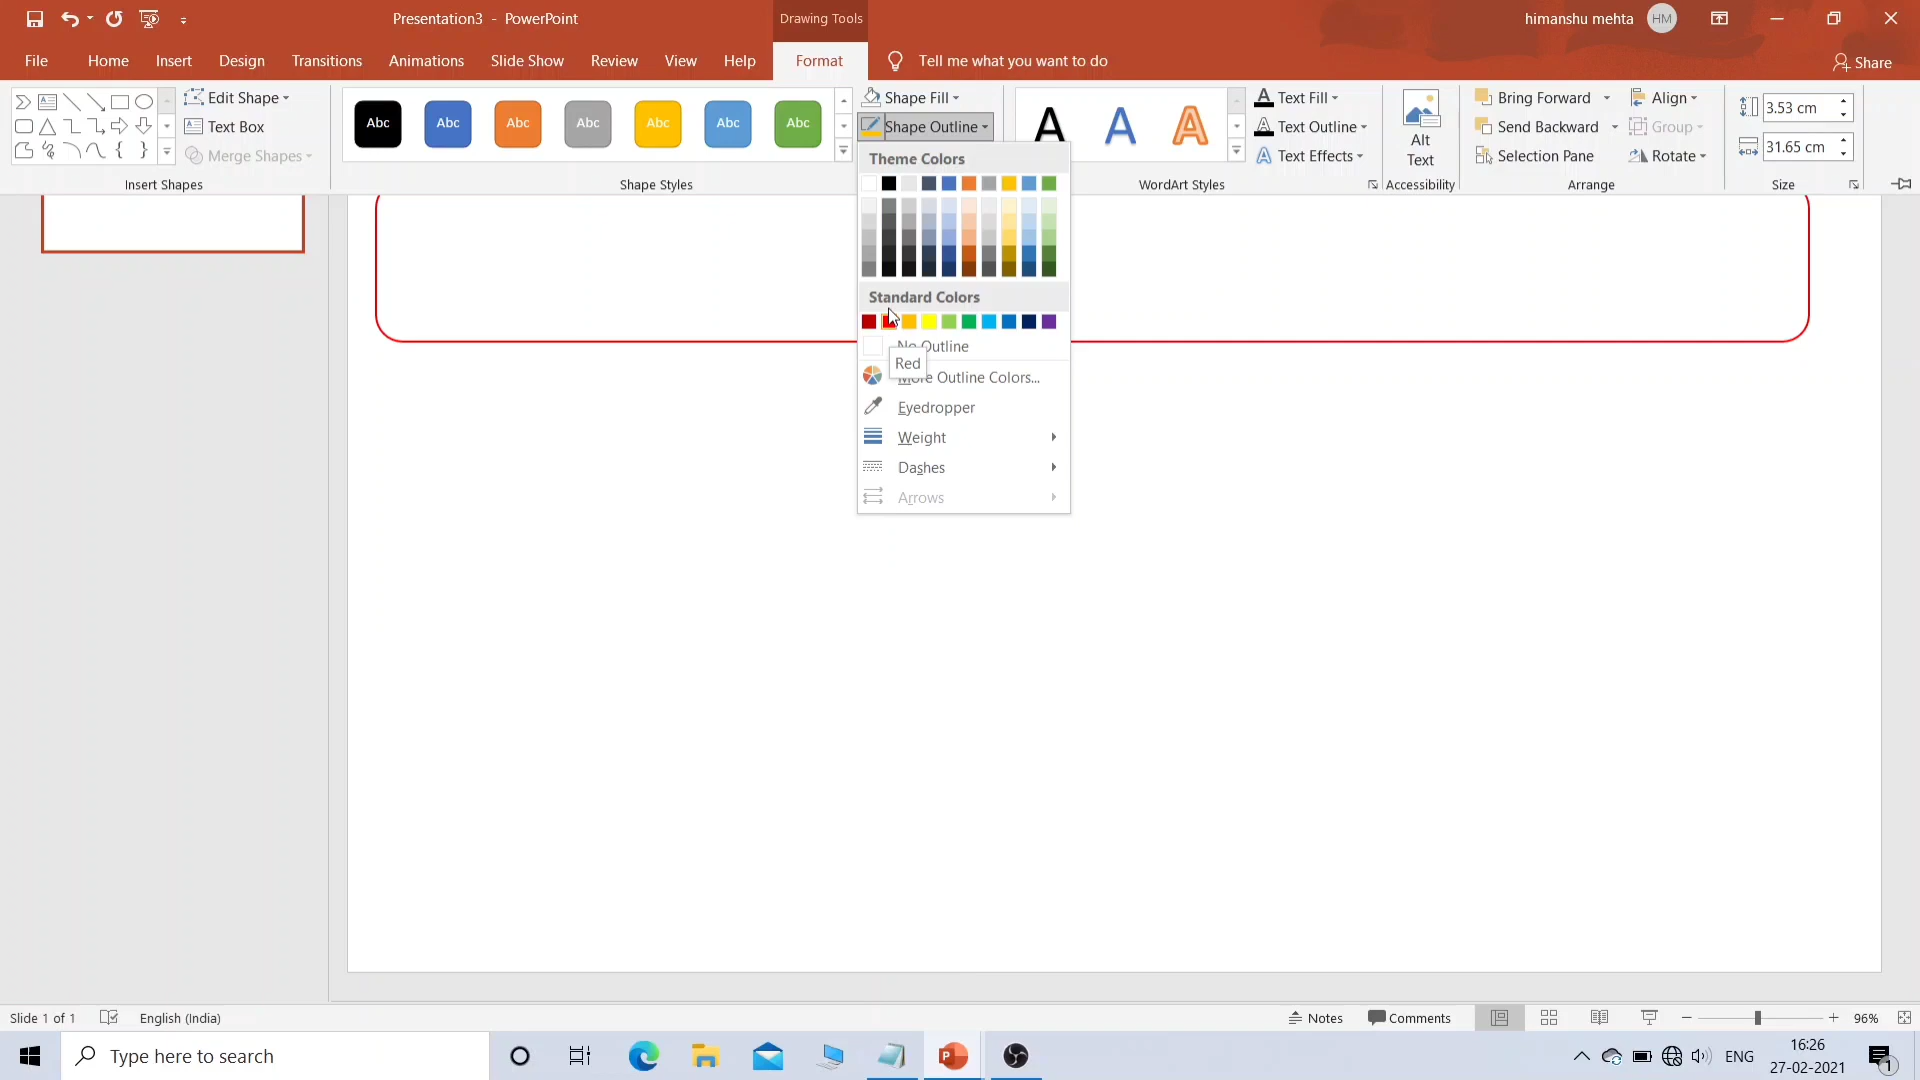 Presentation3 - PowerPoint
Drawing Tools
himanshu mehta
HM
File
Home
Insert
Design
Transitions
Animations
Slide Show
Review
View
Help
Format
Tell me what you want to do
Share
Edit Shape
Text Box
Merge Shapes
Insert Shapes
Abc
Abc
Abc
Abc
Abc
Abc
Abc
Shape Styles
Shape Fill
Shape Outline
Theme Colors
Standard Colors
No Outline
Red
More Outline Colors...
Eyedropper
Weight
Dashes
Arrows
A
A
A
WordArt Styles
Text Fill
Text Outline
Text Effects
Alt
Text
Accessibility
Bring Forward
Send Backward
Selection Pane
Align
Group
Rotate
Arrange
3.53 cm
31.65 cm
Size
Slide 1 of 1
English (India)
Notes
Comments
96%
Type here to search
ENG
16:26
27-02-2021
1